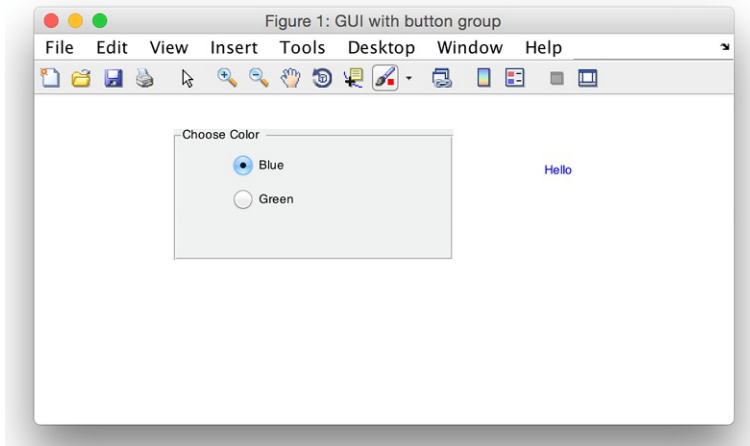 Figure 1: GUI with button group
File Edit View Insert Tools Desktop Window Help
Choose Color
Blue
Hello
Green